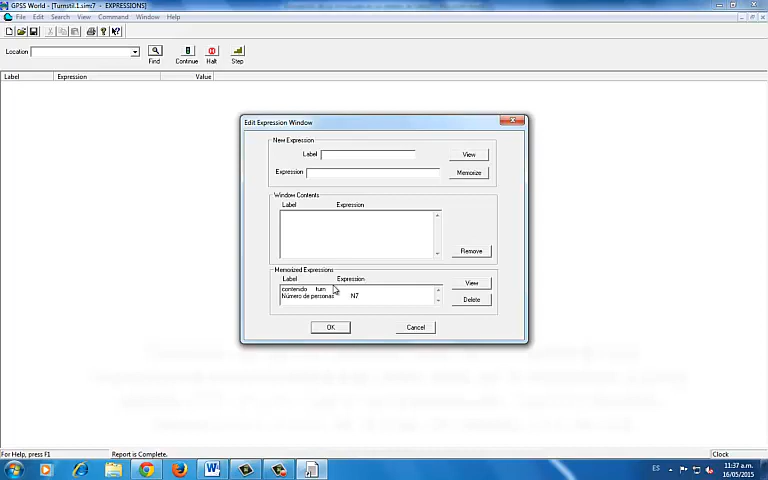 GPSS World - [Turnstil.1.sim:7 - EXPRESSIONS]
File Edit Search View Command Window Help
Location
Find Continue Halt Step
Label Expression Value
Edit Expression Window
New Expression
Label
View
Expression
Memorize
Window Contents
Label Expression
Remove
Memorized Expressions
Label Expression
View
contenido turn
Número de personas N7
Delete
OK Cancel
For Help, press F1 Report is Complete. Clock
ES 11:37 a.m.
16/05/2015